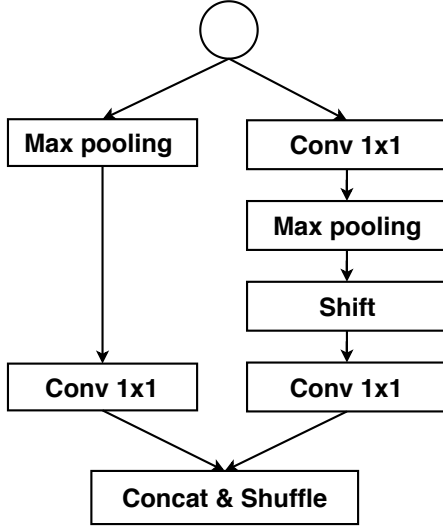 Max pooling
Conv 1x1
Max pooling
Shift
Conv 1x1
Conv 1x1
Concat & Shuffle